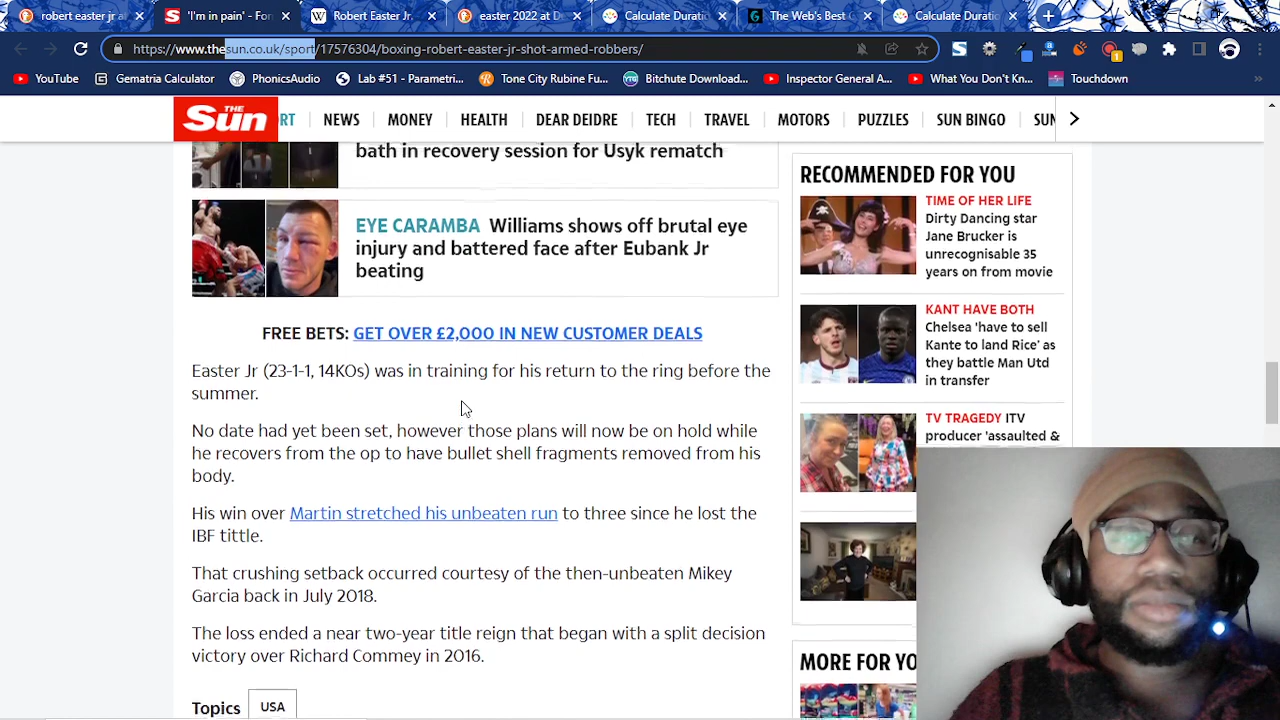 robert easter jr a
'I'm in pain' - For
Robert Easter Jr.
easter 2022 at D
Calculate Durati
The Web's Best C
Calculate Durati
https://www.thesun.co.uk/sport/17576304/boxing-robert-easter-jr-shot-armed-robbers/
YouTube
Gematria Calculator
PhonicsAudio
Lab #51 - Parametri...
Tone City Rubine Fu...
Bitchute Download...
Inspector General A...
What You Don't Kn...
Touchdown
THE Sun
RT
NEWS
MONEY
HEALTH
DEAR DEIDRE
TECH
TRAVEL
MOTORS
PUZZLES
SUN BINGO
SUN
bath in recovery session for Usyk rematch
EYE CARAMBA Williams shows off brutal eye
injury and battered face after Eubank Jr
beating
FREE BETS: GET OVER £2,000 IN NEW CUSTOMER DEALS
Easter Jr (23-1-1, 14KOs) was in training for his return to the ring before the
summer.
No date had yet been set, however those plans will now be on hold while
he recovers from the op to have bullet shell fragments removed from his
body.
His win over Martin stretched his unbeaten run to three since he lost the
IBF tittle.
That crushing setback occurred courtesy of the then-unbeaten Mikey
Garcia back in July 2018.
The loss ended a near two-year title reign that began with a split decision
victory over Richard Commey in 2016.
Topics
USA
RECOMMENDED FOR YOU
TIME OF HER LIFE
Dirty Dancing star
Jane Brucker is
unrecognisable 35
years on from movie
KANT HAVE BOTH
Chelsea 'have to sell
Kante to land Rice' as
they battle Man Utd
in transfer
TV TRAGEDY ITV
producer 'assaulted &
MORE FOR YO